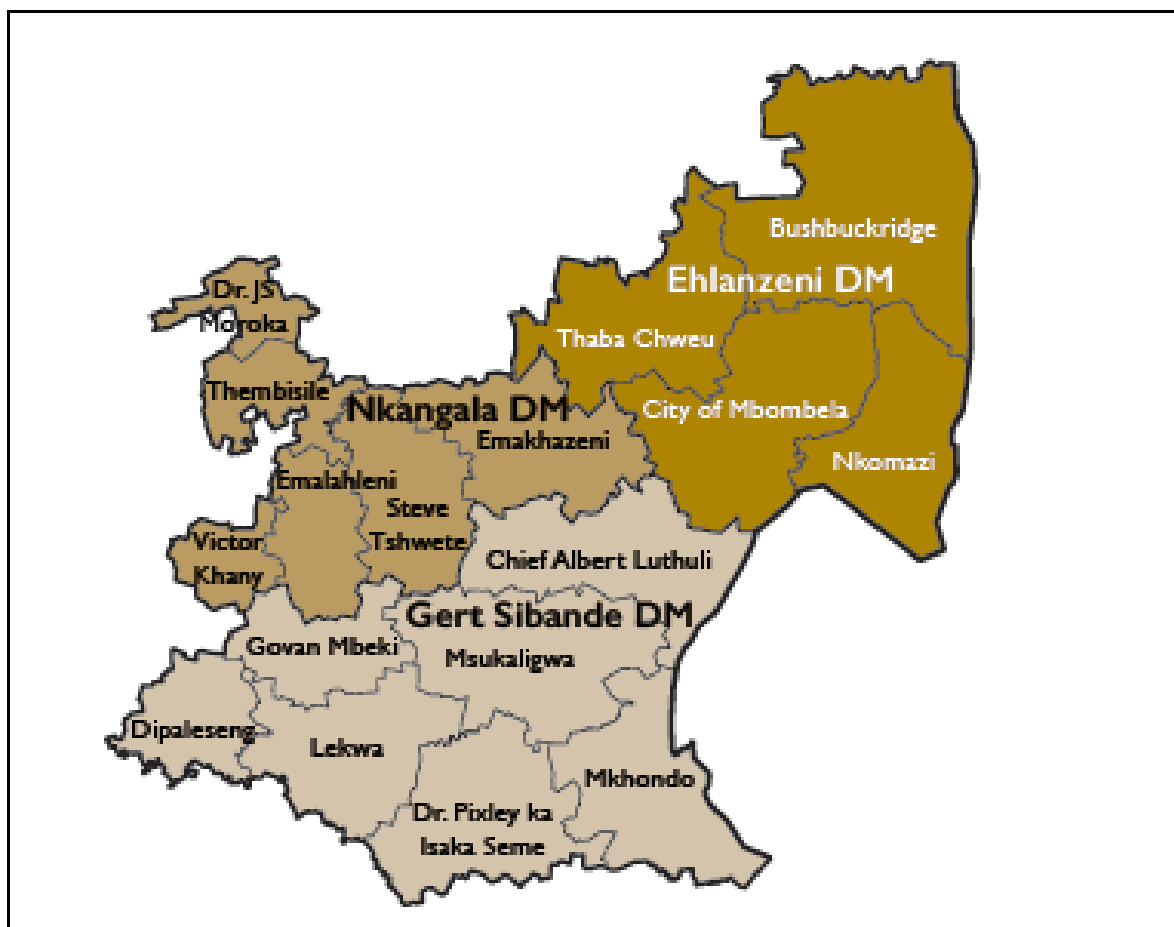 Bushbuckridge
Ehlanzeni DM
Dr. JS
Moroka
Thaba Chweu
Thembisile
Nkangala DM
City of Mbombela
Emakhazeni
Nkomazi
Emalahleni
Steve
Tshwete
Victor
Khany
Chief Albert Luthuli
Gert Sibande DM
Govan Mbeki
Msukaligwa
Dipaleseng
Lekwa
Mkhondo
Dr. Pixley ka
Isaka Seme